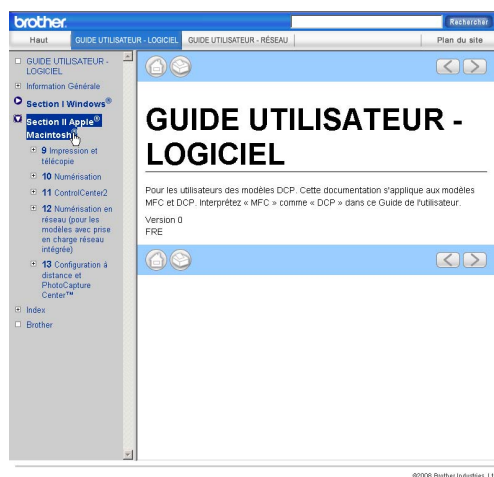 brother.
Rechercher
Haut
GUIDE UTILISATEUR - LOGICIEL
GUIDE UTILISATEUR - RÉSEAU
Plan du site
GUIDE UTILISATEUR -
LOGICIEL
Information Générale
Section I Windows®
Section II Apple®
Macintosh®
9 Impression et
télécopie
10 Numérisation
11 ControlCenter2
12 Numérisation en
réseau (pour les
modèles avec prise
en charge réseau
intégrée)
13 Configuration à
distance et
PhotoCapture
Center™
Index
Brother
GUIDE UTILISATEUR -
LOGICIEL
Pour les utilisateurs des modèles DCP. Cette documentation s'applique aux modèles
MFC et DCP. Interprétez « MFC » comme « DCP » dans ce Guide de l'utilisateur.
Version 0
FRE
©2006 Brother Industries, Lt